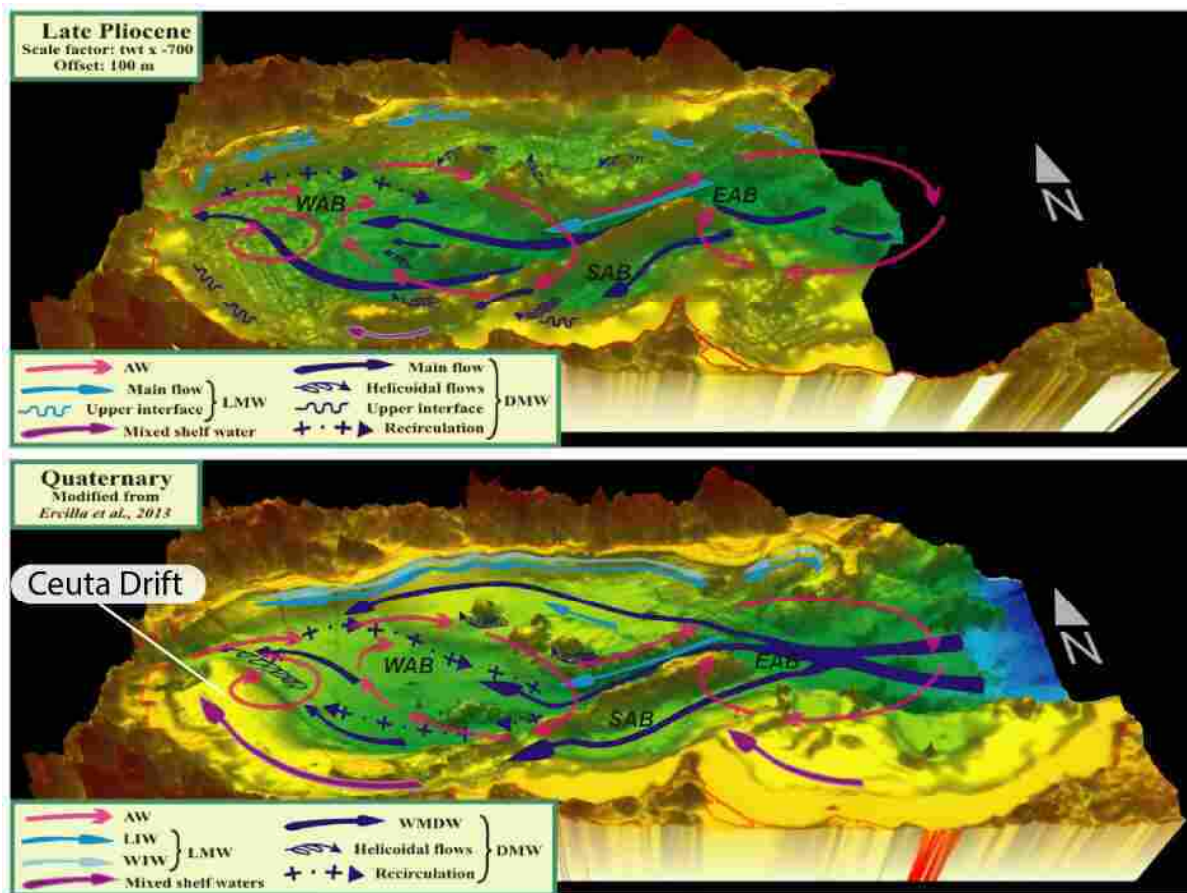 Late Pliocene
Scale factor: twt x -700
Offset: 100 m
WAB
EAB
SAB
N
AW
Main flow
Upper interface
LMW
Mixed shelf water
Main flow
Helicoidal flows
Upper interface
Recirculation
DMW
Quaternary
Modified from
Ercilla et al., 2013
Ceuta Drift
WAB
EAB
SAB
N
AW
LIW
WIW
LMW
Mixed shelf waters
WMDW
Helicoidal flows
Recirculation
DMW